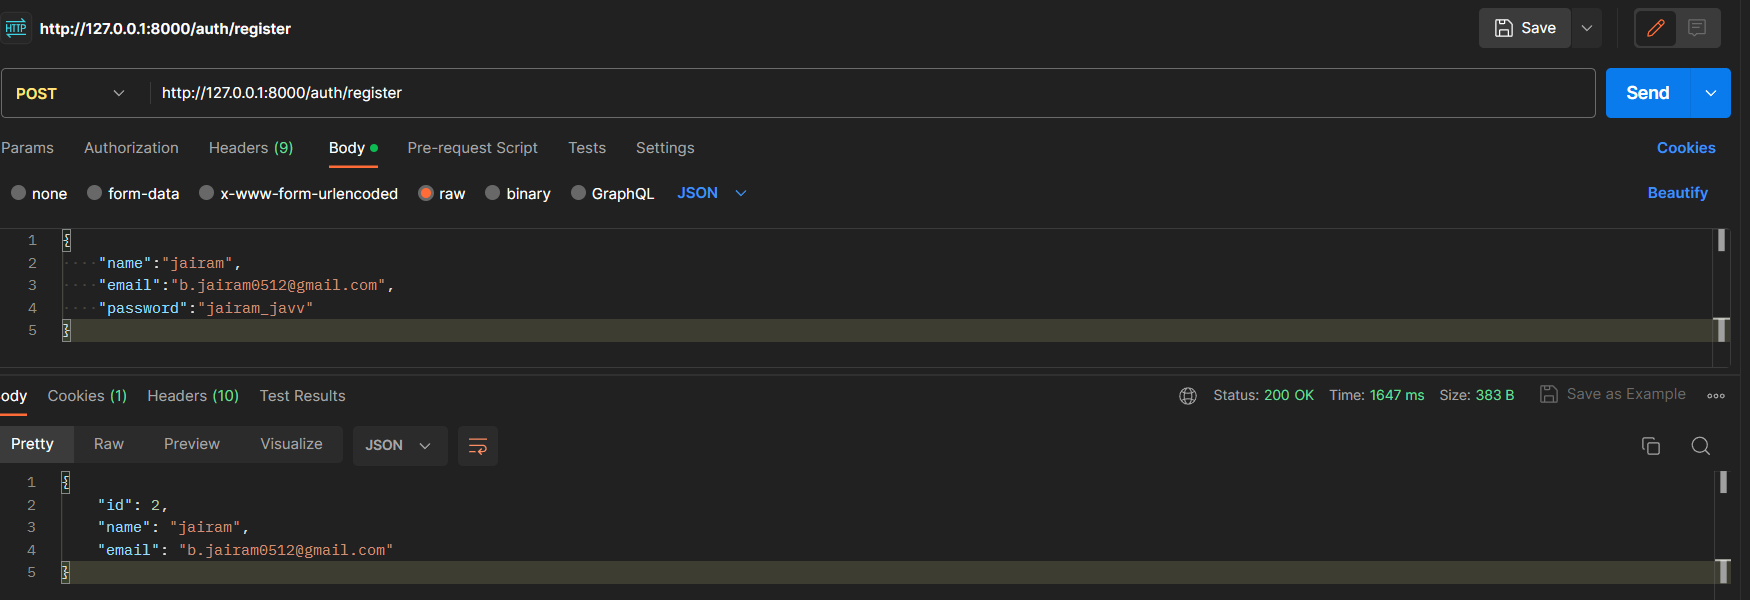 HTTP http://127.0.0.1:8000/auth/register Save
POST http://127.0.0.1:8000/auth/register Send
Params Authorization Headers (9) Body Pre-request Script Tests Settings Cookies
none form-data x-www-form-urlencoded raw binary GraphQL JSON Beautify
1 {
2 "name":"jairam",
3 "email":"b.jairam0512@gmail.com",
4 "password":"jairam_javv"
5 }
ody Cookies (1) Headers (10) Test Results Status: 200 OK Time: 1647 ms Size: 383 B Save as Example
Pretty Raw Preview Visualize JSON
1 {
2 "id": 2,
3 "name": "jairam",
4 "email": "b.jairam0512@gmail.com"
5 }